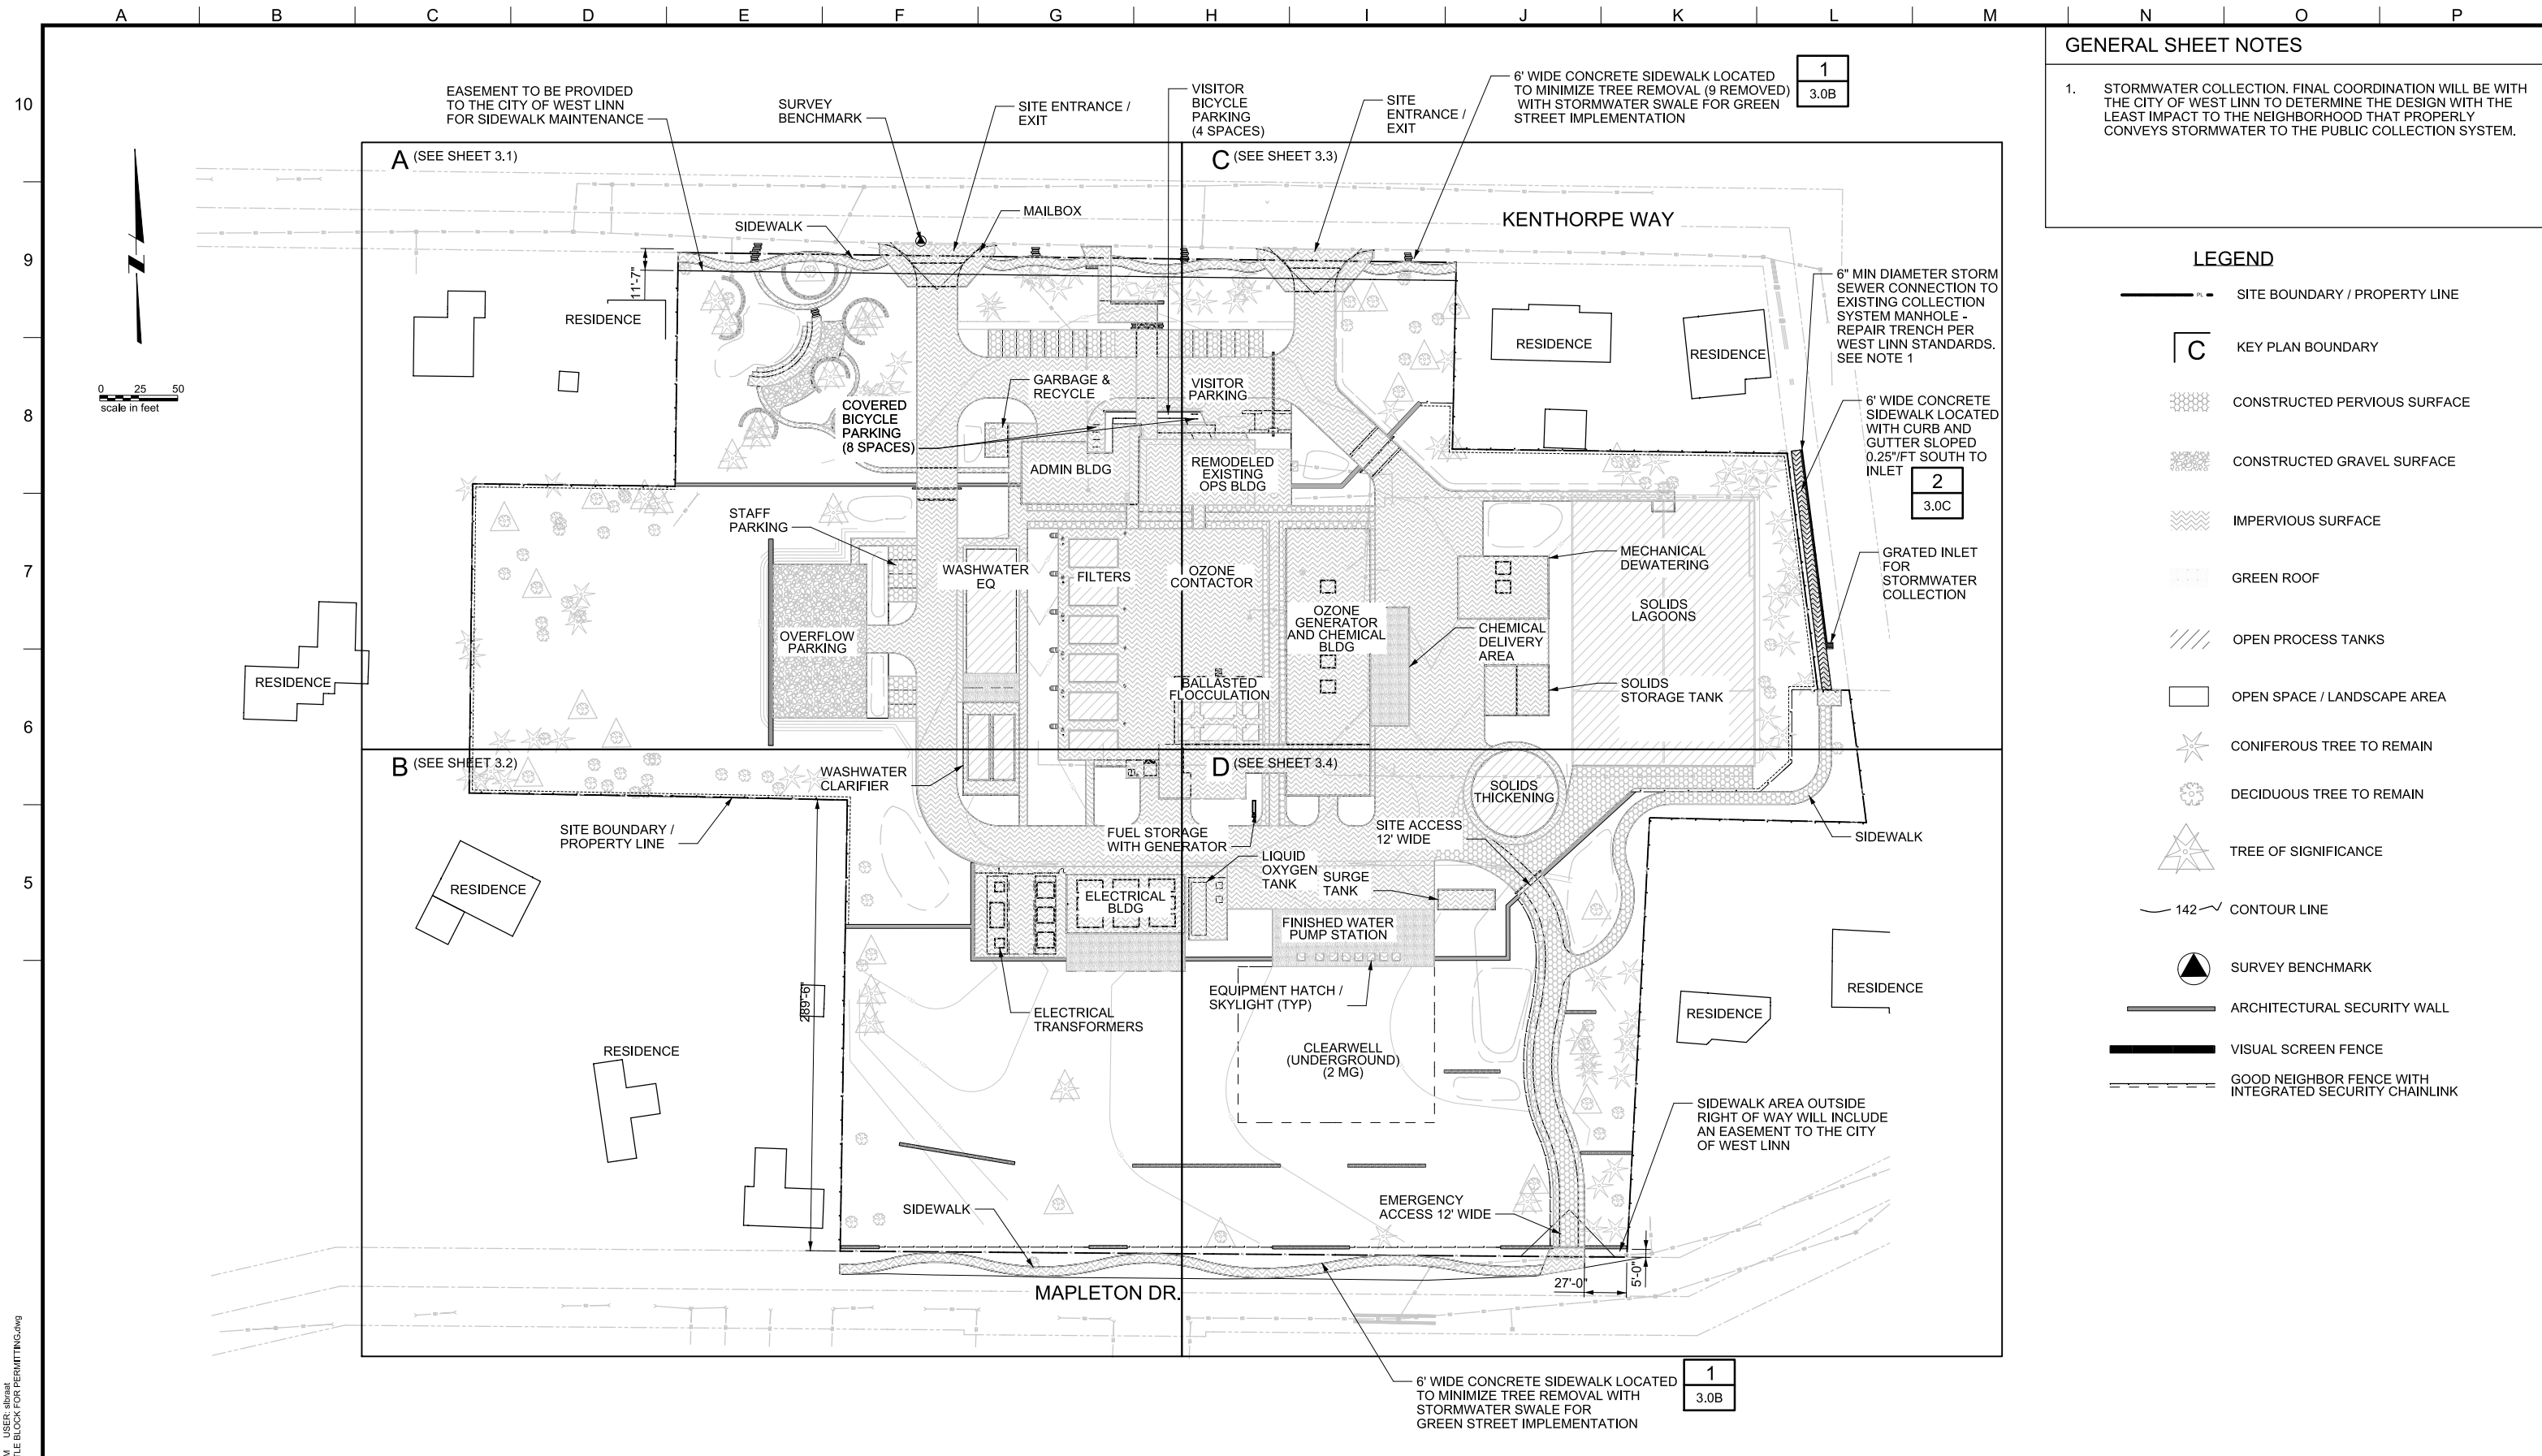 A B C D E F G H I J K L M N O P
10
9
8
7
6
5
GENERAL SHEET NOTES
1. STORMWATER COLLECTION. FINAL COORDINATION WILL BE WITH
THE CITY OF WEST LINN TO DETERMINE THE DESIGN WITH THE
LEAST IMPACT TO THE NEIGHBORHOOD THAT PROPERLY
CONVEYS STORMWATER TO THE PUBLIC COLLECTION SYSTEM.
EASEMENT TO BE PROVIDED
TO THE CITY OF WEST LINN
FOR SIDEWALK MAINTENANCE
SURVEY
BENCHMARK
SITE ENTRANCE /
EXIT
VISITOR
BICYCLE
PARKING
(4 SPACES)
SITE
ENTRANCE /
EXIT
6' WIDE CONCRETE SIDEWALK LOCATED
TO MINIMIZE TREE REMOVAL (9 REMOVED)
WITH STORMWATER SWALE FOR GREEN
STREET IMPLEMENTATION
1
3.0B
A (SEE SHEET 3.1)
C (SEE SHEET 3.3)
MAILBOX
SIDEWALK
KENTHORPE WAY
11'-7"
RESIDENCE
RESIDENCE
RESIDENCE
6" MIN DIAMETER STORM
SEWER CONNECTION TO
EXISTING COLLECTION
SYSTEM MANHOLE -
REPAIR TRENCH PER
WEST LINN STANDARDS.
SEE NOTE 1
0 25 50
scale in feet
GARBAGE &
RECYCLE
VISITOR
PARKING
COVERED
BICYCLE
PARKING
(8 SPACES)
6' WIDE CONCRETE
SIDEWALK LOCATED
WITH CURB AND
GUTTER SLOPED
0.25"/FT SOUTH TO
INLET
2
3.0C
ADMIN BLDG
REMODELED
EXISTING
OPS BLDG
STAFF
PARKING
WASHWATER
EQ
FILTERS
OZONE
CONTACTOR
MECHANICAL
DEWATERING
GRATED INLET
FOR
STORMWATER
COLLECTION
SOLIDS
LAGOONS
OZONE
GENERATOR
AND CHEMICAL
BLDG
CHEMICAL
DELIVERY
AREA
OVERFLOW
PARKING
RESIDENCE
BALLASTED
FLOCCULATION
SOLIDS
STORAGE TANK
B (SEE SHEET 3.2)
D (SEE SHEET 3.4)
WASHWATER
CLARIFIER
SOLIDS
THICKENING
SITE BOUNDARY /
PROPERTY LINE
FUEL STORAGE
WITH GENERATOR
SITE ACCESS
12' WIDE
SIDEWALK
LIQUID
OXYGEN
TANK
SURGE
TANK
RESIDENCE
ELECTRICAL
BLDG
FINISHED WATER
PUMP STATION
EQUIPMENT HATCH /
SKYLIGHT (TYP)
RESIDENCE
RESIDENCE
289'-6"
ELECTRICAL
TRANSFORMERS
RESIDENCE
CLEARWELL
(UNDERGROUND)
(2 MG)
SIDEWALK AREA OUTSIDE
RIGHT OF WAY WILL INCLUDE
AN EASEMENT TO THE CITY
OF WEST LINN
SIDEWALK
EMERGENCY
ACCESS 12' WIDE
27'-0"
5'-0"
MAPLETON DR.
6' WIDE CONCRETE SIDEWALK LOCATED
TO MINIMIZE TREE REMOVAL WITH
STORMWATER SWALE FOR
GREEN STREET IMPLEMENTATION
1
3.0B
LEGEND
PL SITE BOUNDARY / PROPERTY LINE
C KEY PLAN BOUNDARY
CONSTRUCTED PERVIOUS SURFACE
CONSTRUCTED GRAVEL SURFACE
IMPERVIOUS SURFACE
GREEN ROOF
OPEN PROCESS TANKS
OPEN SPACE / LANDSCAPE AREA
CONIFEROUS TREE TO REMAIN
DECIDUOUS TREE TO REMAIN
TREE OF SIGNIFICANCE
142 CONTOUR LINE
SURVEY BENCHMARK
ARCHITECTURAL SECURITY WALL
VISUAL SCREEN FENCE
GOOD NEIGHBOR FENCE WITH
INTEGRATED SECURITY CHAINLINK
USER: sbraat
BLOCK FOR PERMITTING.dwg